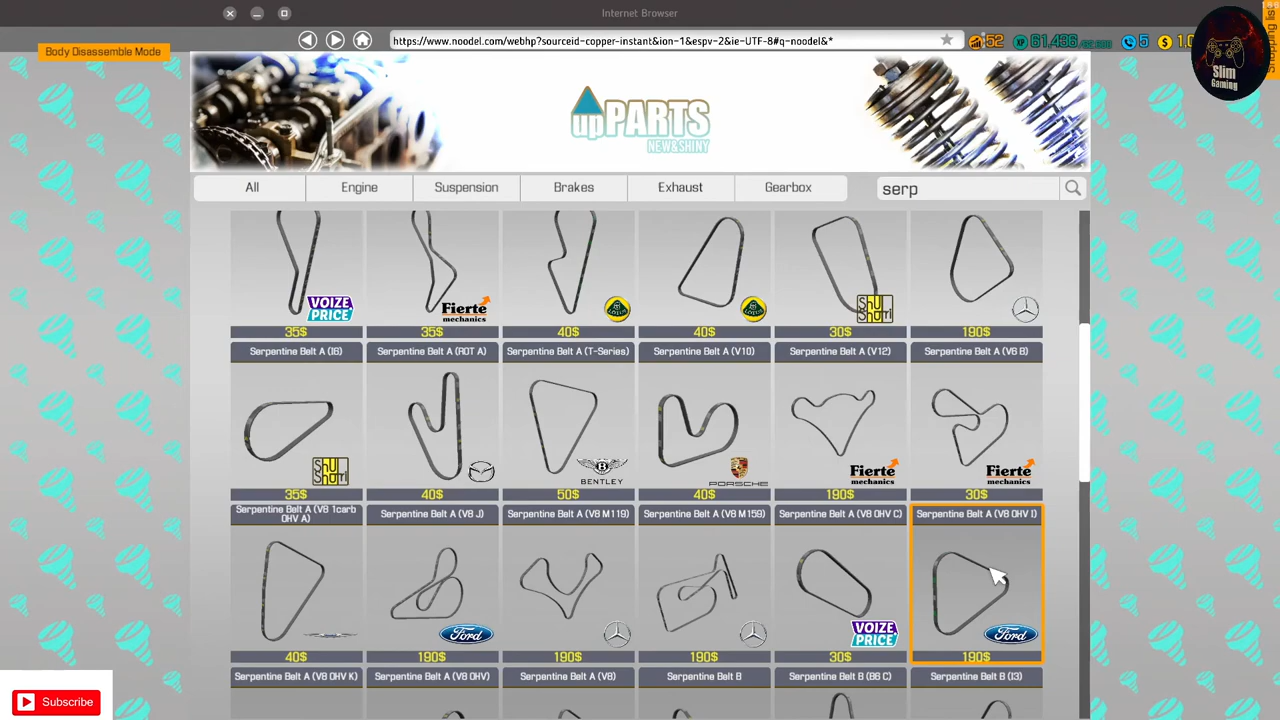 Internet Browser
Body Disassemble Mode
https://www.noodel.com/webhp?sourceid-copper-instant&ion-1&espv-2&ie-UTF-8#q-noodel&*
52
61,436
5
$ 1.0
Shopping list
Slim
Gaming
upPARTS
NEW&SHINY
All
Engine
Suspension
Brakes
Exhaust
Gearbox
serp
VOIZE PRICE
Fierte mechanics
LOTUS
LOTUS
35$
35$
40$
40$
30$
190$
Serpentine Belt A (I6)
Serpentine Belt A (ROT A)
Serpentine Belt A (T-Series)
Serpentine Belt A (V10)
Serpentine Belt A (V12)
Serpentine Belt A (V6 B)
BENTLEY
PORSCHE
Fierte mechanics
Fierte mechanics
35$
40$
50$
40$
190$
30$
Serpentine Belt A (V8 1carb OHV A)
Serpentine Belt A (V8 J)
Serpentine Belt A (V8 M119)
Serpentine Belt A (V8 M159)
Serpentine Belt A (V8 OHV C)
Serpentine Belt A (V8 OHV I)
Ford
VOIZE PRICE
Ford
40$
190$
190$
190$
30$
190$
Serpentine Belt A (V8 OHV K)
Serpentine Belt A (V8 OHV)
Serpentine Belt A (V8)
Serpentine Belt B
Serpentine Belt B (B6 C)
Serpentine Belt B (I3)
Subscribe